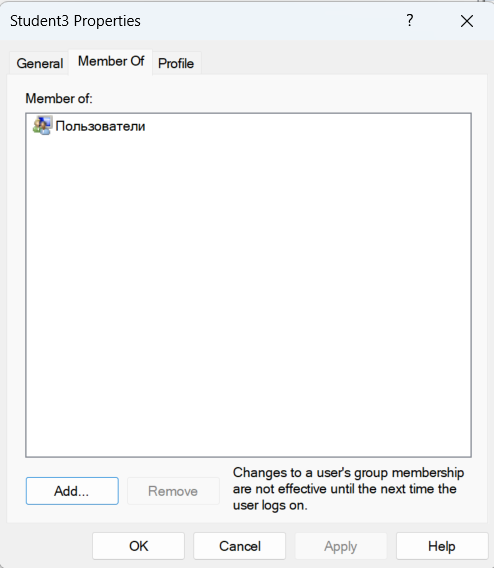 Student3 Properties
?
General
Member Of
Profile
Member of:
Пользователи
Add...
Remove
Changes to a user's group membership
are not effective until the next time the
user logs on.
OK
Cancel
Apply
Help